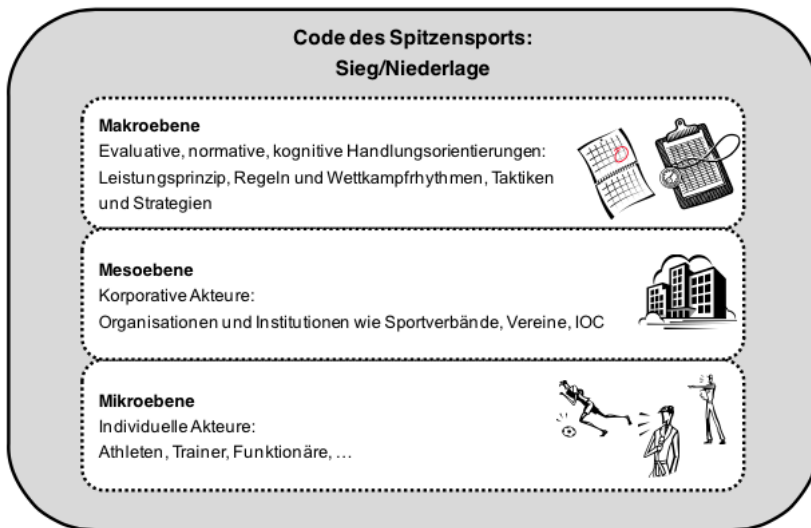 Code des Spitzensports:
Sieg/Niederlage
Makroebene
Evaluative, normative, kognitive Handlungsorientierungen:
Leistungsprinzip, Regeln und Wettkampfrhythmen, Taktiken
und Strategien
Mesoebene
Korporative Akteure:
Organisationen und Institutionen wie Sportverbände, Vereine, IOC
Mikroebene
Individuelle Akteure:
Athleten, Trainer, Funktionäre, …